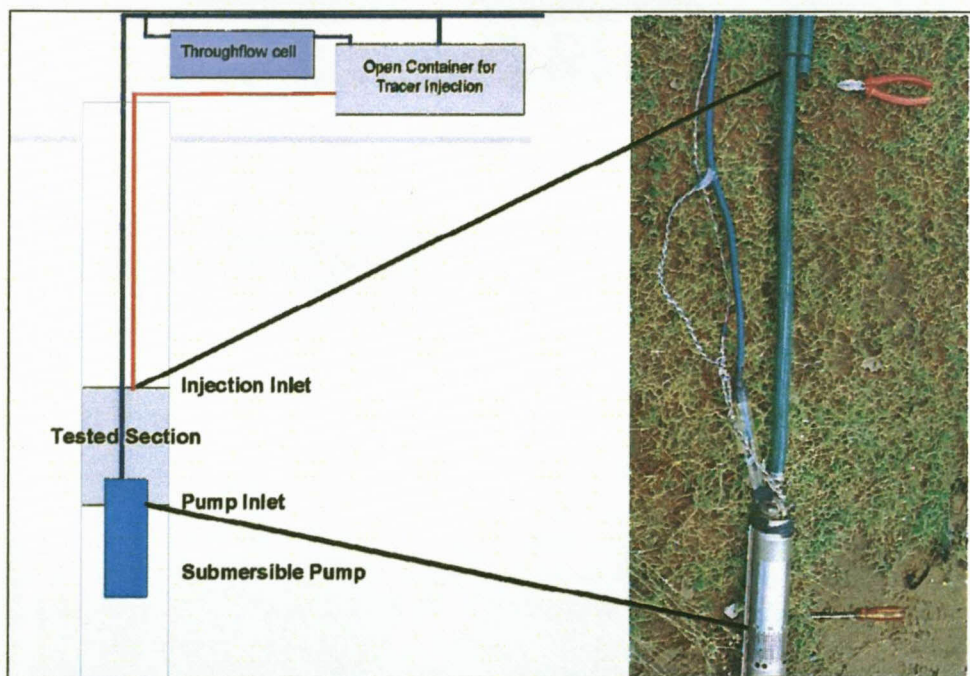 Throughflow cell
Open Container for
Tracer Injection
Injection Inlet
Tested Section
Pump Inlet
Submersible Pump